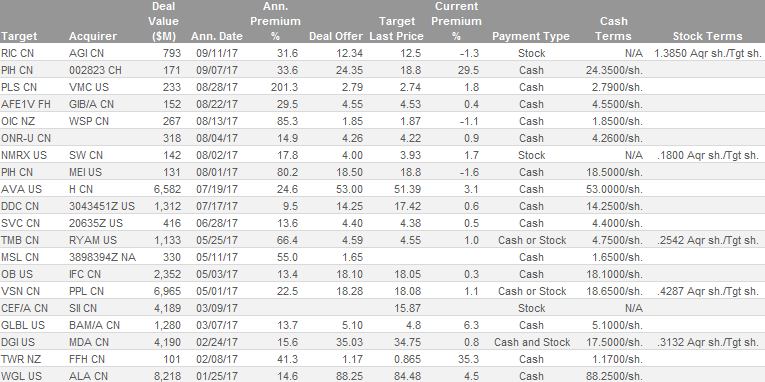 Deal Ann. Current
Value Premium Target Premium Cash
Target Acquirer ($M) Ann. Date % Deal Offer Last Price % Payment Type Terms Stock Terms
RIC CN AGI CN 793 09/11/17 31.6 12.34 12.5 -1.3 Stock N/A 1.3850 Aqr sh./Tgt sh.
PIH CN 002823 CH 171 09/07/17 33.6 24.35 18.8 29.5 Cash 24.3500/sh.
PLS CN VMC US 233 08/28/17 201.3 2.79 2.74 1.8 Cash 2.7900/sh.
AFE1V FH GIB/A CN 152 08/22/17 29.5 4.55 4.53 0.4 Cash 4.5500/sh.
OIC NZ WSP CN 267 08/13/17 85.3 1.85 1.87 -1.1 Cash 1.8500/sh.
ONR-U CN 318 08/04/17 14.9 4.26 4.22 0.9 Cash 4.2600/sh.
NMRX US SW CN 142 08/02/17 17.8 4.00 3.93 1.7 Stock N/A .1800 Aqr sh./Tgt sh.
PIH CN MEI US 131 08/01/17 80.2 18.50 18.8 -1.6 Cash 18.5000/sh.
AVA US H CN 6,582 07/19/17 24.6 53.00 51.39 3.1 Cash 53.0000/sh.
DDC CN 3043451Z US 1,312 07/17/17 9.5 14.25 17.42 0.6 Cash 14.2500/sh.
SVC CN 20635Z US 416 06/28/17 13.6 4.40 4.38 0.5 Cash 4.4000/sh.
TMB CN RYAM US 1,133 05/25/17 66.4 4.59 4.55 1.0 Cash or Stock 4.7500/sh. .2542 Aqr sh./Tgt sh.
MSL CN 3898394Z NA 330 05/11/17 55.0 1.65 Cash 1.6500/sh.
OB US IFC CN 2,352 05/03/17 13.4 18.10 18.05 0.3 Cash 18.1000/sh.
VSN CN PPL CN 6,965 05/01/17 22.5 18.28 18.08 1.1 Cash or Stock 18.6500/sh. .4287 Aqr sh./Tgt sh.
CEF/A CN SII CN 4,189 03/09/17 15.87 Stock N/A
GLBL US BAM/A CN 1,280 03/07/17 13.7 5.10 4.8 6.3 Cash 5.1000/sh.
DGI US MDA CN 4,190 02/24/17 15.6 35.03 34.75 0.8 Cash and Stock 17.5000/sh. .3132 Aqr sh./Tgt sh.
TWR NZ FFH CN 101 02/08/17 41.3 1.17 0.865 35.3 Cash 1.1700/sh.
WGL US ALA CN 8,218 01/25/17 14.6 88.25 84.48 4.5 Cash 88.2500/sh.